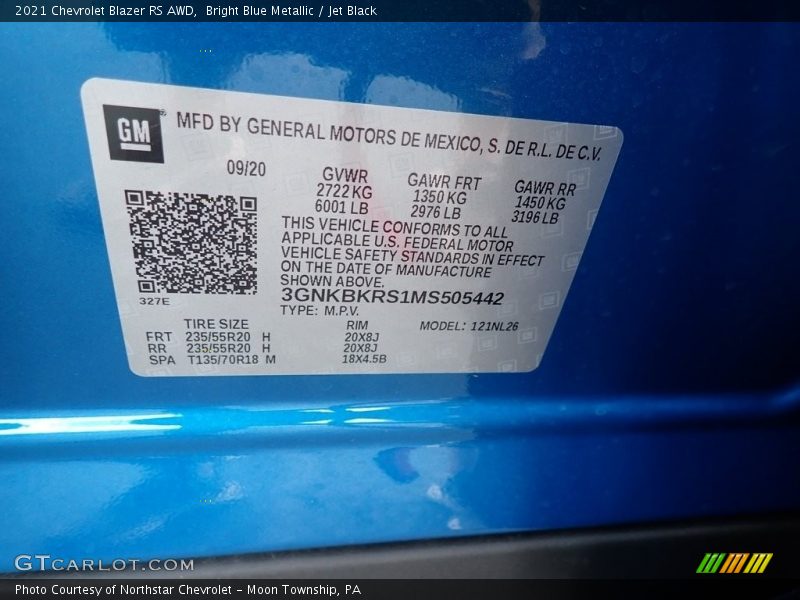 2021 Chevrolet Blazer RS AWD, Bright Blue Metallic / Jet Black
GM
MFD BY GENERAL MOTORS DE MEXICO, S. DE R.L. DE C.V.
09/20
GVWR
2722 KG
6001 LB
GAWR FRT
1350 KG
2976 LB
GAWR RR
1450 KG
3196 LB
THIS VEHICLE CONFORMS TO ALL
APPLICABLE U.S. FEDERAL MOTOR
VEHICLE SAFETY STANDARDS IN EFFECT
ON THE DATE OF MANUFACTURE
SHOWN ABOVE.
327E
3GNKBKRS1MS505442
TYPE: M.P.V.
TIRE SIZE RIM MODEL: 121NL26
FRT 235/55R20 H 20X8J
RR 235/55R20 H 20X8J
SPA T135/70R18 M 18X4.5B
GTCARLOT.COM
Photo Courtesy of Northstar Chevrolet - Moon Township, PA